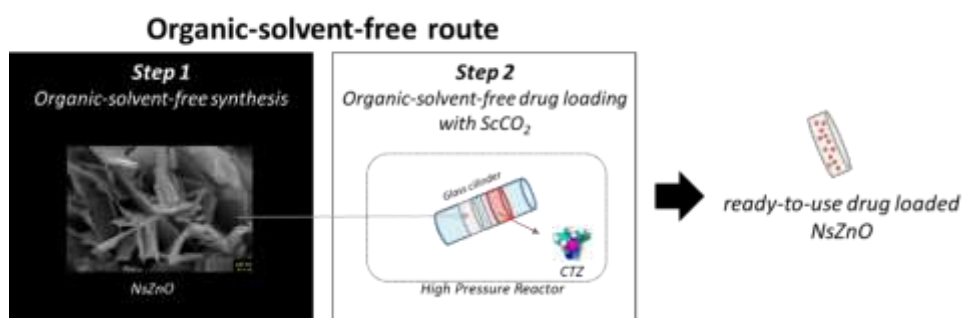 Organic-solvent-free route
Step 1
Organic-solvent-free synthesis
NsZnO
Step 2
Organic-solvent-free drug loading
with ScCO₂
Glass cilinder
CTZ
High Pressure Reactor
ready-to-use drug loaded
NsZnO